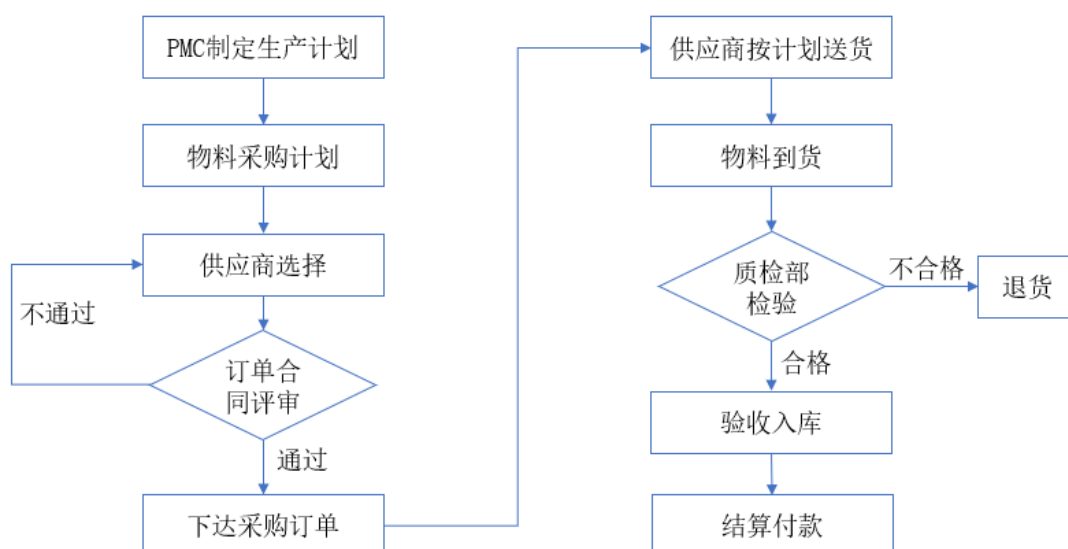 PMC制定生产计划
物料采购计划
供应商选择
不通过
订单合
同评审
通过
下达采购订单
供应商按计划送货
物料到货
质检部
检验
不合格
退货
合格
验收入库
结算付款